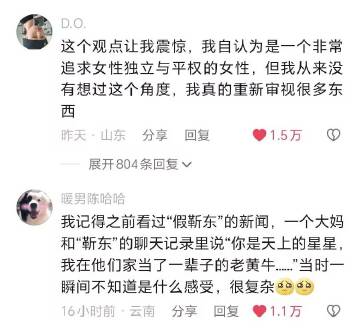 D.O.
这个观点让我震惊，我自认为是一个非常
追求女性独立与平权的女性，但我从来没
有想过这个角度，我真的重新审视很多东
西
昨天·山东 分享 回复 1.5万
展开804条回复
暖男陈哈哈
我记得之前看过“假靳东”的新闻，一个大妈
和“靳东”的聊天记录里说“你是天上的星星，
我在他们家当了一辈子的老黄牛......”当时一
瞬间不知道是什么感受，很复杂🥺🥺
16小时前·云南 分享 回复 1.1万